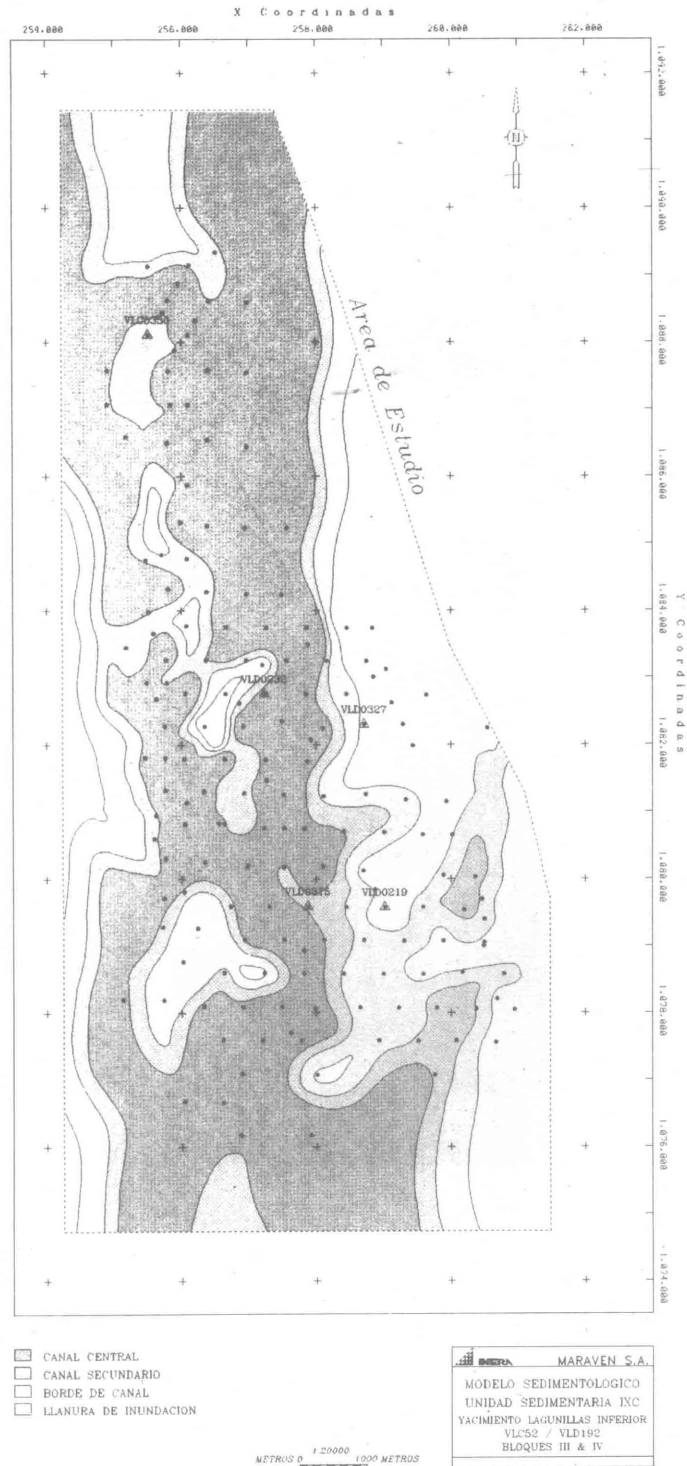 X Coordinadas
254.000 256.000 258.000 260.000 262.000
1.092.000
1.090.000
1.088.000
1.086.000
1.084.000
1.082.000
1.080.000
1.078.000
1.076.000
1.074.000
Y Coordinadas
N
Area de Estudio
VLD0232
VLD0327
VLD0315
VLD0219
CANAL CENTRAL
CANAL SECUNDARIO
BORDE DE CANAL
LLANURA DE INUNDACION
METROS 0 1:20000 1000 METROS
INTERA MARAVEN S.A.
MODELO SEDIMENTOLOGICO
UNIDAD SEDIMENTARIA IXC
YACIMIENTO LAGUNILLAS INFERIOR
VLC52 / VLD192
BLOQUES III & IV